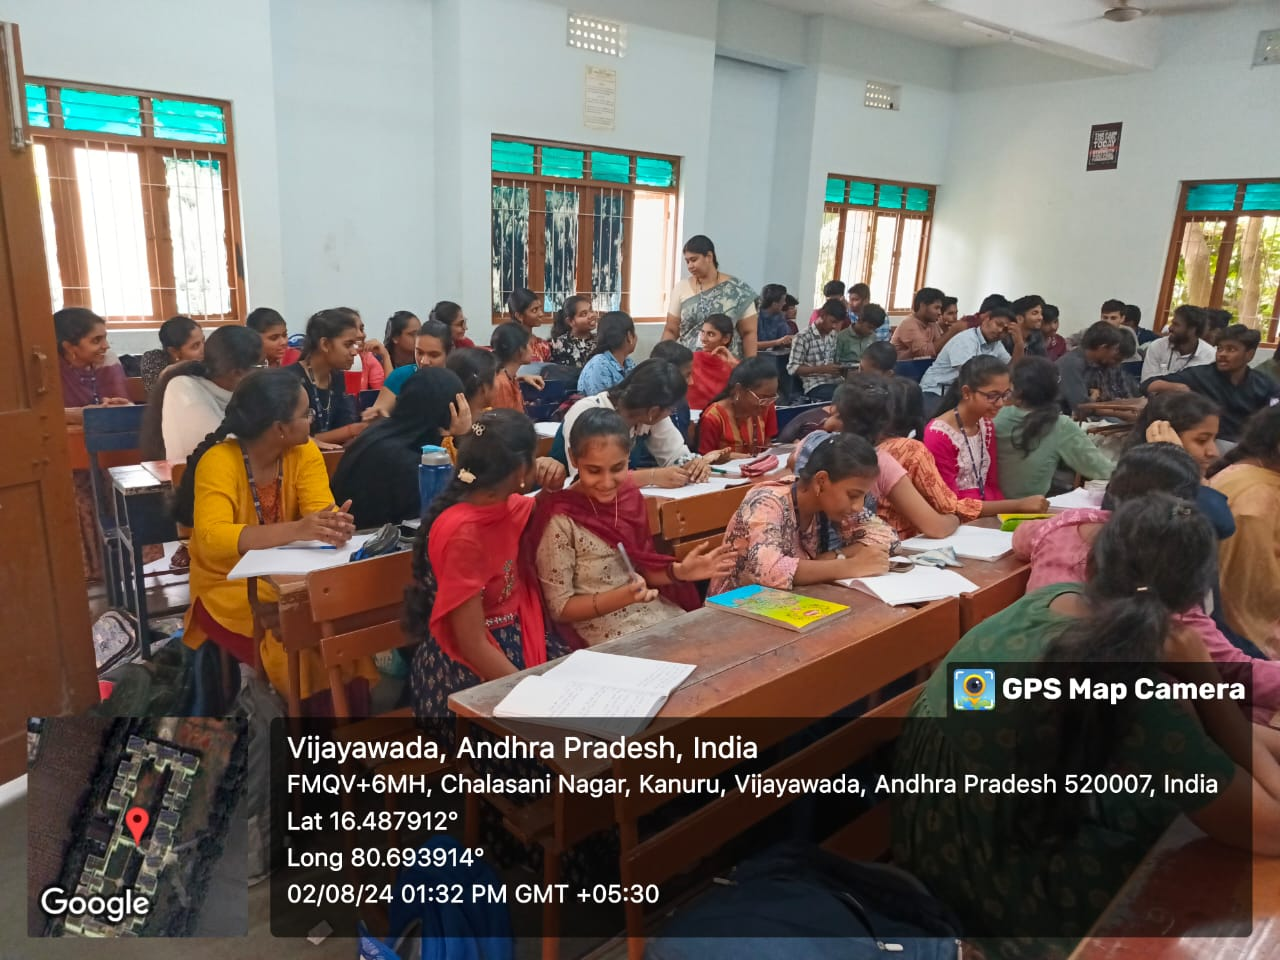 TODAY
GPS Map Camera
Vijayawada, Andhra Pradesh, India
FMQV+6MH, Chalasani Nagar, Kanuru, Vijayawada, Andhra Pradesh 520007, India
Lat 16.487912°
Long 80.693914°
02/08/24 01:32 PM GMT +05:30
Google